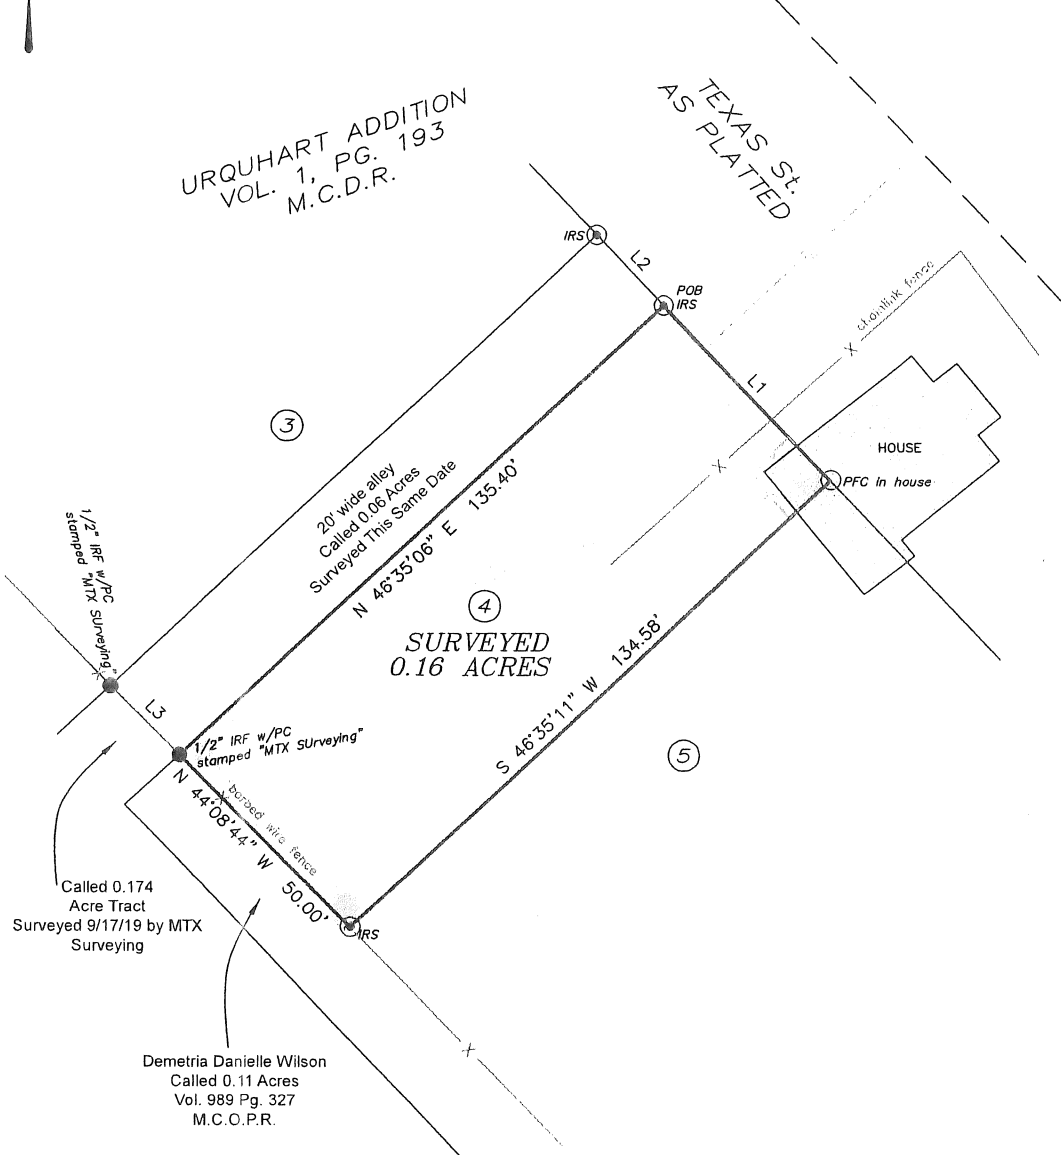 URQUHART ADDITION
VOL. 1, PG. 193
M.C.D.R.
TEXAS St.
AS PLATTED
IRS
L2
POB
IRS
chainlink fence
X
L1
X
HOUSE
PFC in house
3
20' wide alley
Called 0.06 Acres
Surveyed This Same Date
N 46°35'06" E 135.40'
1/2" IRF w/PC
stamped "MTX SUrveying"
X
4
SURVEYED
0.16 ACRES
S 46°35'11" W 134.58'
5
L3
1/2" IRF w/PC
stamped "MTX SUrveying"
X
barbed wire fence
N 44°08'44" W 50.00'
IRS
Called 0.174
Acre Tract
Surveyed 9/17/19 by MTX
Surveying
X
Demetria Danielle Wilson
Called 0.11 Acres
Vol. 989 Pg. 327
M.C.O.P.R.